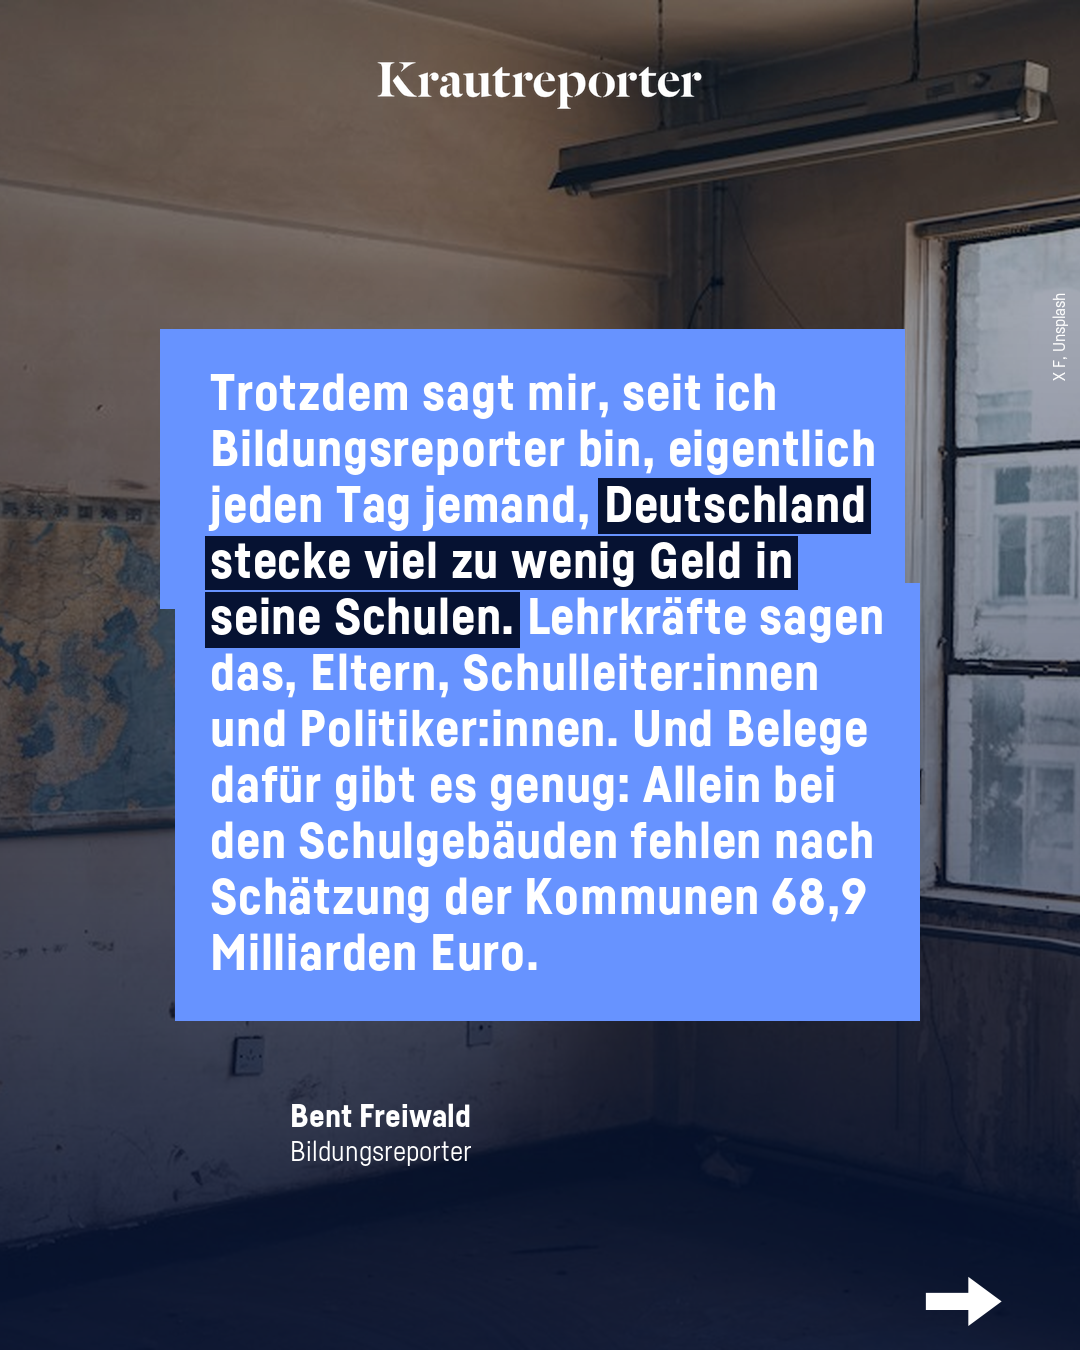 Krautreporter
X F, Unsplash
Trotzdem sagt mir, seit ich
Bildungsreporter bin, eigentlich
jeden Tag jemand, Deutschland
stecke viel zu wenig Geld in
seine Schulen. Lehrkräfte sagen
das, Eltern, Schulleiter:innen
und Politiker:innen. Und Belege
dafür gibt es genug: Allein bei
den Schulgebäuden fehlen nach
Schätzung der Kommunen 68,9
Milliarden Euro.
Bent Freiwald
Bildungsreporter